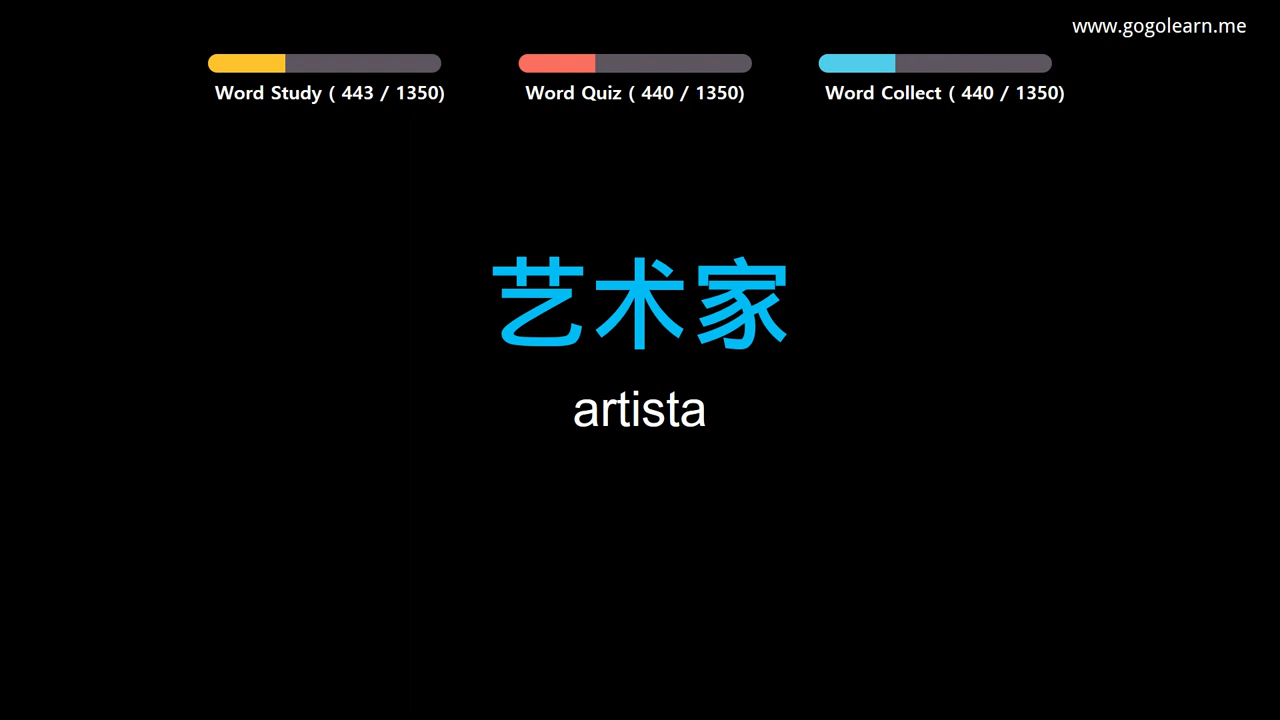 www.gogolearn.me
Word Study ( 443 / 1350)
Word Quiz ( 440 / 1350)
Word Collect ( 440 / 1350)
艺术家
artista